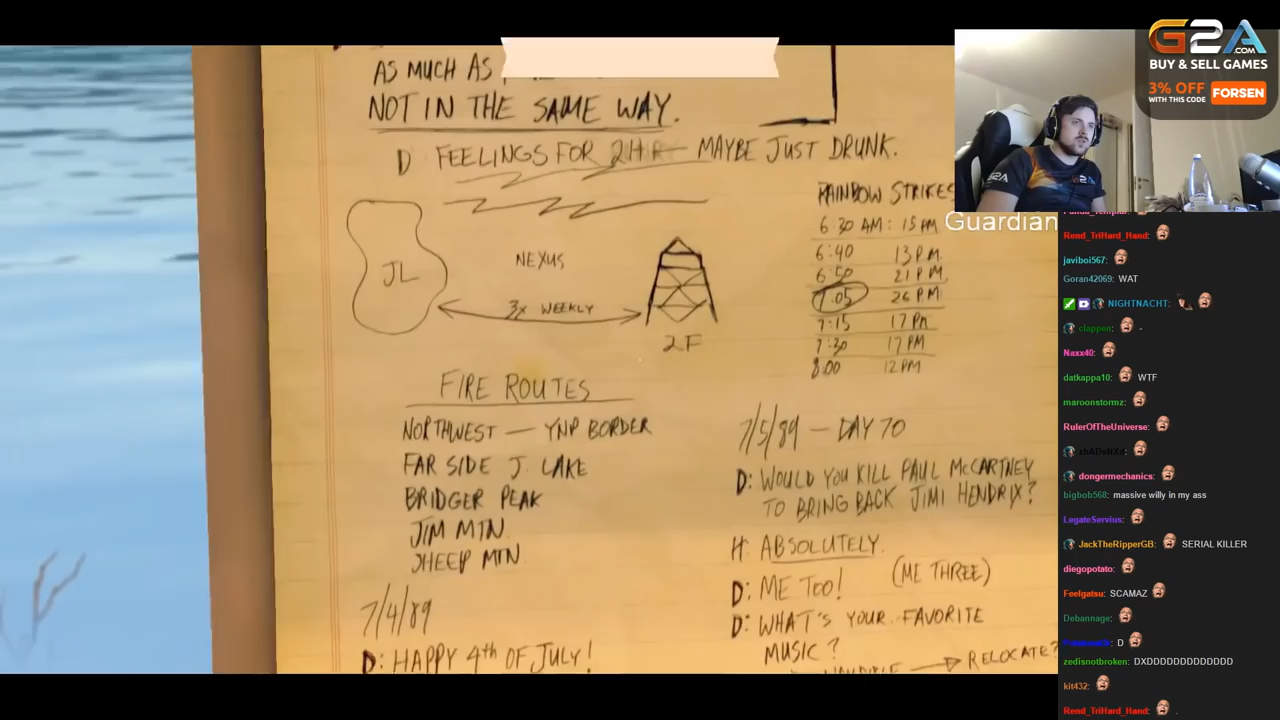 AS MUCH AS
NOT IN THE SAME WAY.
D FEELINGS FOR 2HR MAYBE JUST DRUNK.
JL
NEXUS
3x WEEKLY
2F
RAINBOW STRIKES
6:30 AM: 15 PM
6:40 13 P.M.
6:50 21 P.M.
7:05 26 P.M
7:15 17 PM
7:30 17 PM
8:00 12 PM
FIRE ROUTES
NORTHWEST — YNP BORDER
FAR SIDE J. LAKE
BRIDGER PEAK
JIM MTN.
SHEEP MTN
7/4/89
D: HAPPY 4th OF JULY!
7/5/89 — DAY 70
D: WOULD YOU KILL PAUL McCARTNEY
TO BRING BACK JIMI HENDRIX?
H: ABSOLUTELY.
D: ME TOO! (ME THREE)
D: WHAT'S YOUR FAVORITE
MUSIC?
RELOCATE?
Guardian
G2A
G2A
.COM
BUY & SELL GAMES
3% OFF
WITH THIS CODE
FORSEN
Rend_TriHard_Hand:
javiboi567:
Goran42069: WAT
NIGHTNACHT:
clappen: -
Naxx40:
datkappa10: WTF
maroonstormz:
RulerOfTheUniverse:
dongermechanics:
bigbob568: massive willy in my ass
LegateServius:
JackTheRipperGB: SERIAL KILLER
diegopotato:
Feelgatsu: SCAMAZ
Debannage:
D
zedisnotbroken: DXDDDDDDDDDDDDD
kit432:
Rend_TriHard_Hand: .